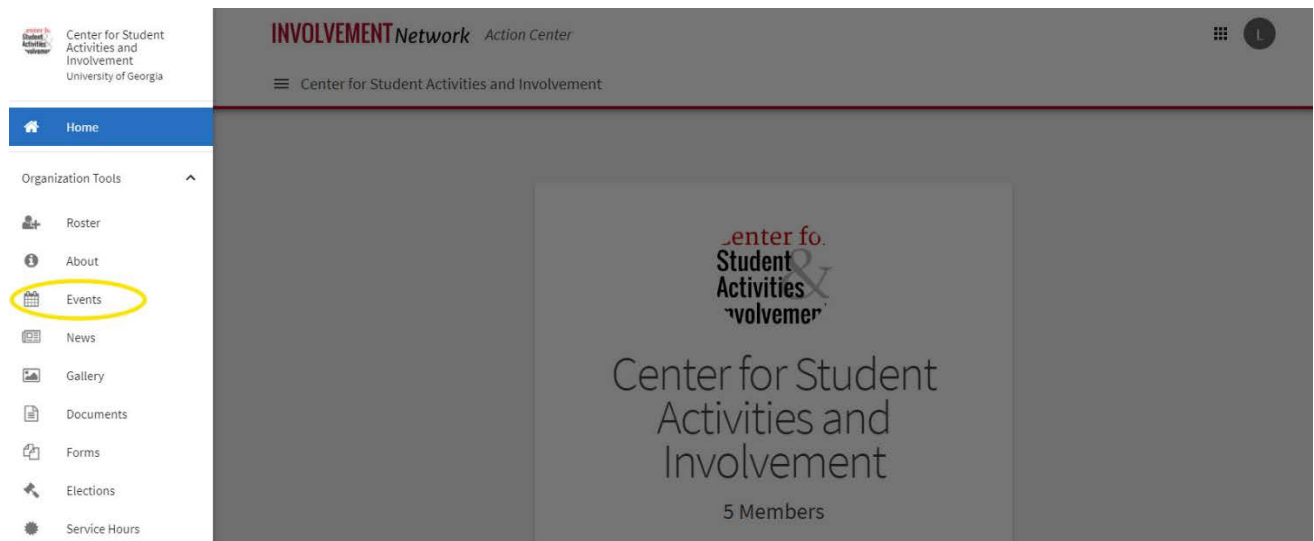 Center for Student
Activities and
Involvement
University of Georgia
Home
Organization Tools
Roster
About
Events
News
Gallery
Documents
Forms
Elections
Service Hours
INVOLVEMENT Network Action Center
L
Center for Student Activities and Involvement
enter fo
Student
Activities
&
Center for Student
Activities and
Involvement
5 Members